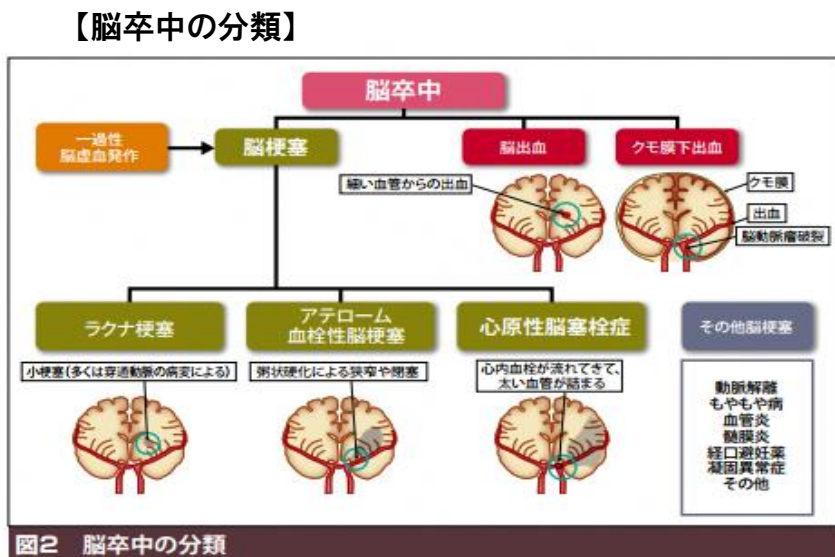 【脳卒中の分類】
脳卒中
一過性
脳虚血発作
脳梗塞
脳出血
クモ膜下出血
細い血管からの出血
クモ膜
出血
脳動脈瘤破裂
ラクナ梗塞
アテローム
血栓性脳梗塞
心原性脳塞栓症
その他脳梗塞
小梗塞(多くは穿通動脈の病変による)
粥状硬化による狭窄や閉塞
心内血栓が流れてきて、
太い血管が詰まる
動脈解離
もやもや病
血管炎
髄膜炎
経口避妊薬
凝固異常症
その他
図2 脳卒中の分類